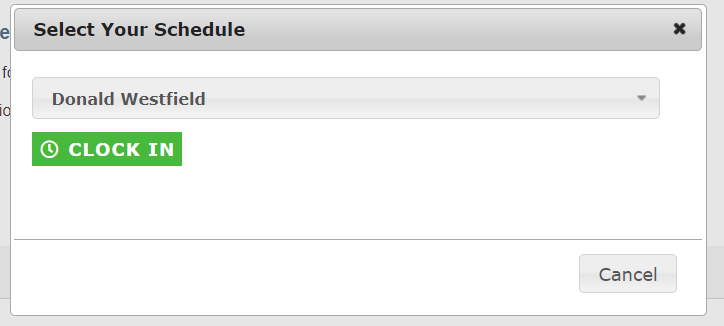 Select Your Schedule
Donald Westfield
CLOCK IN
Cancel